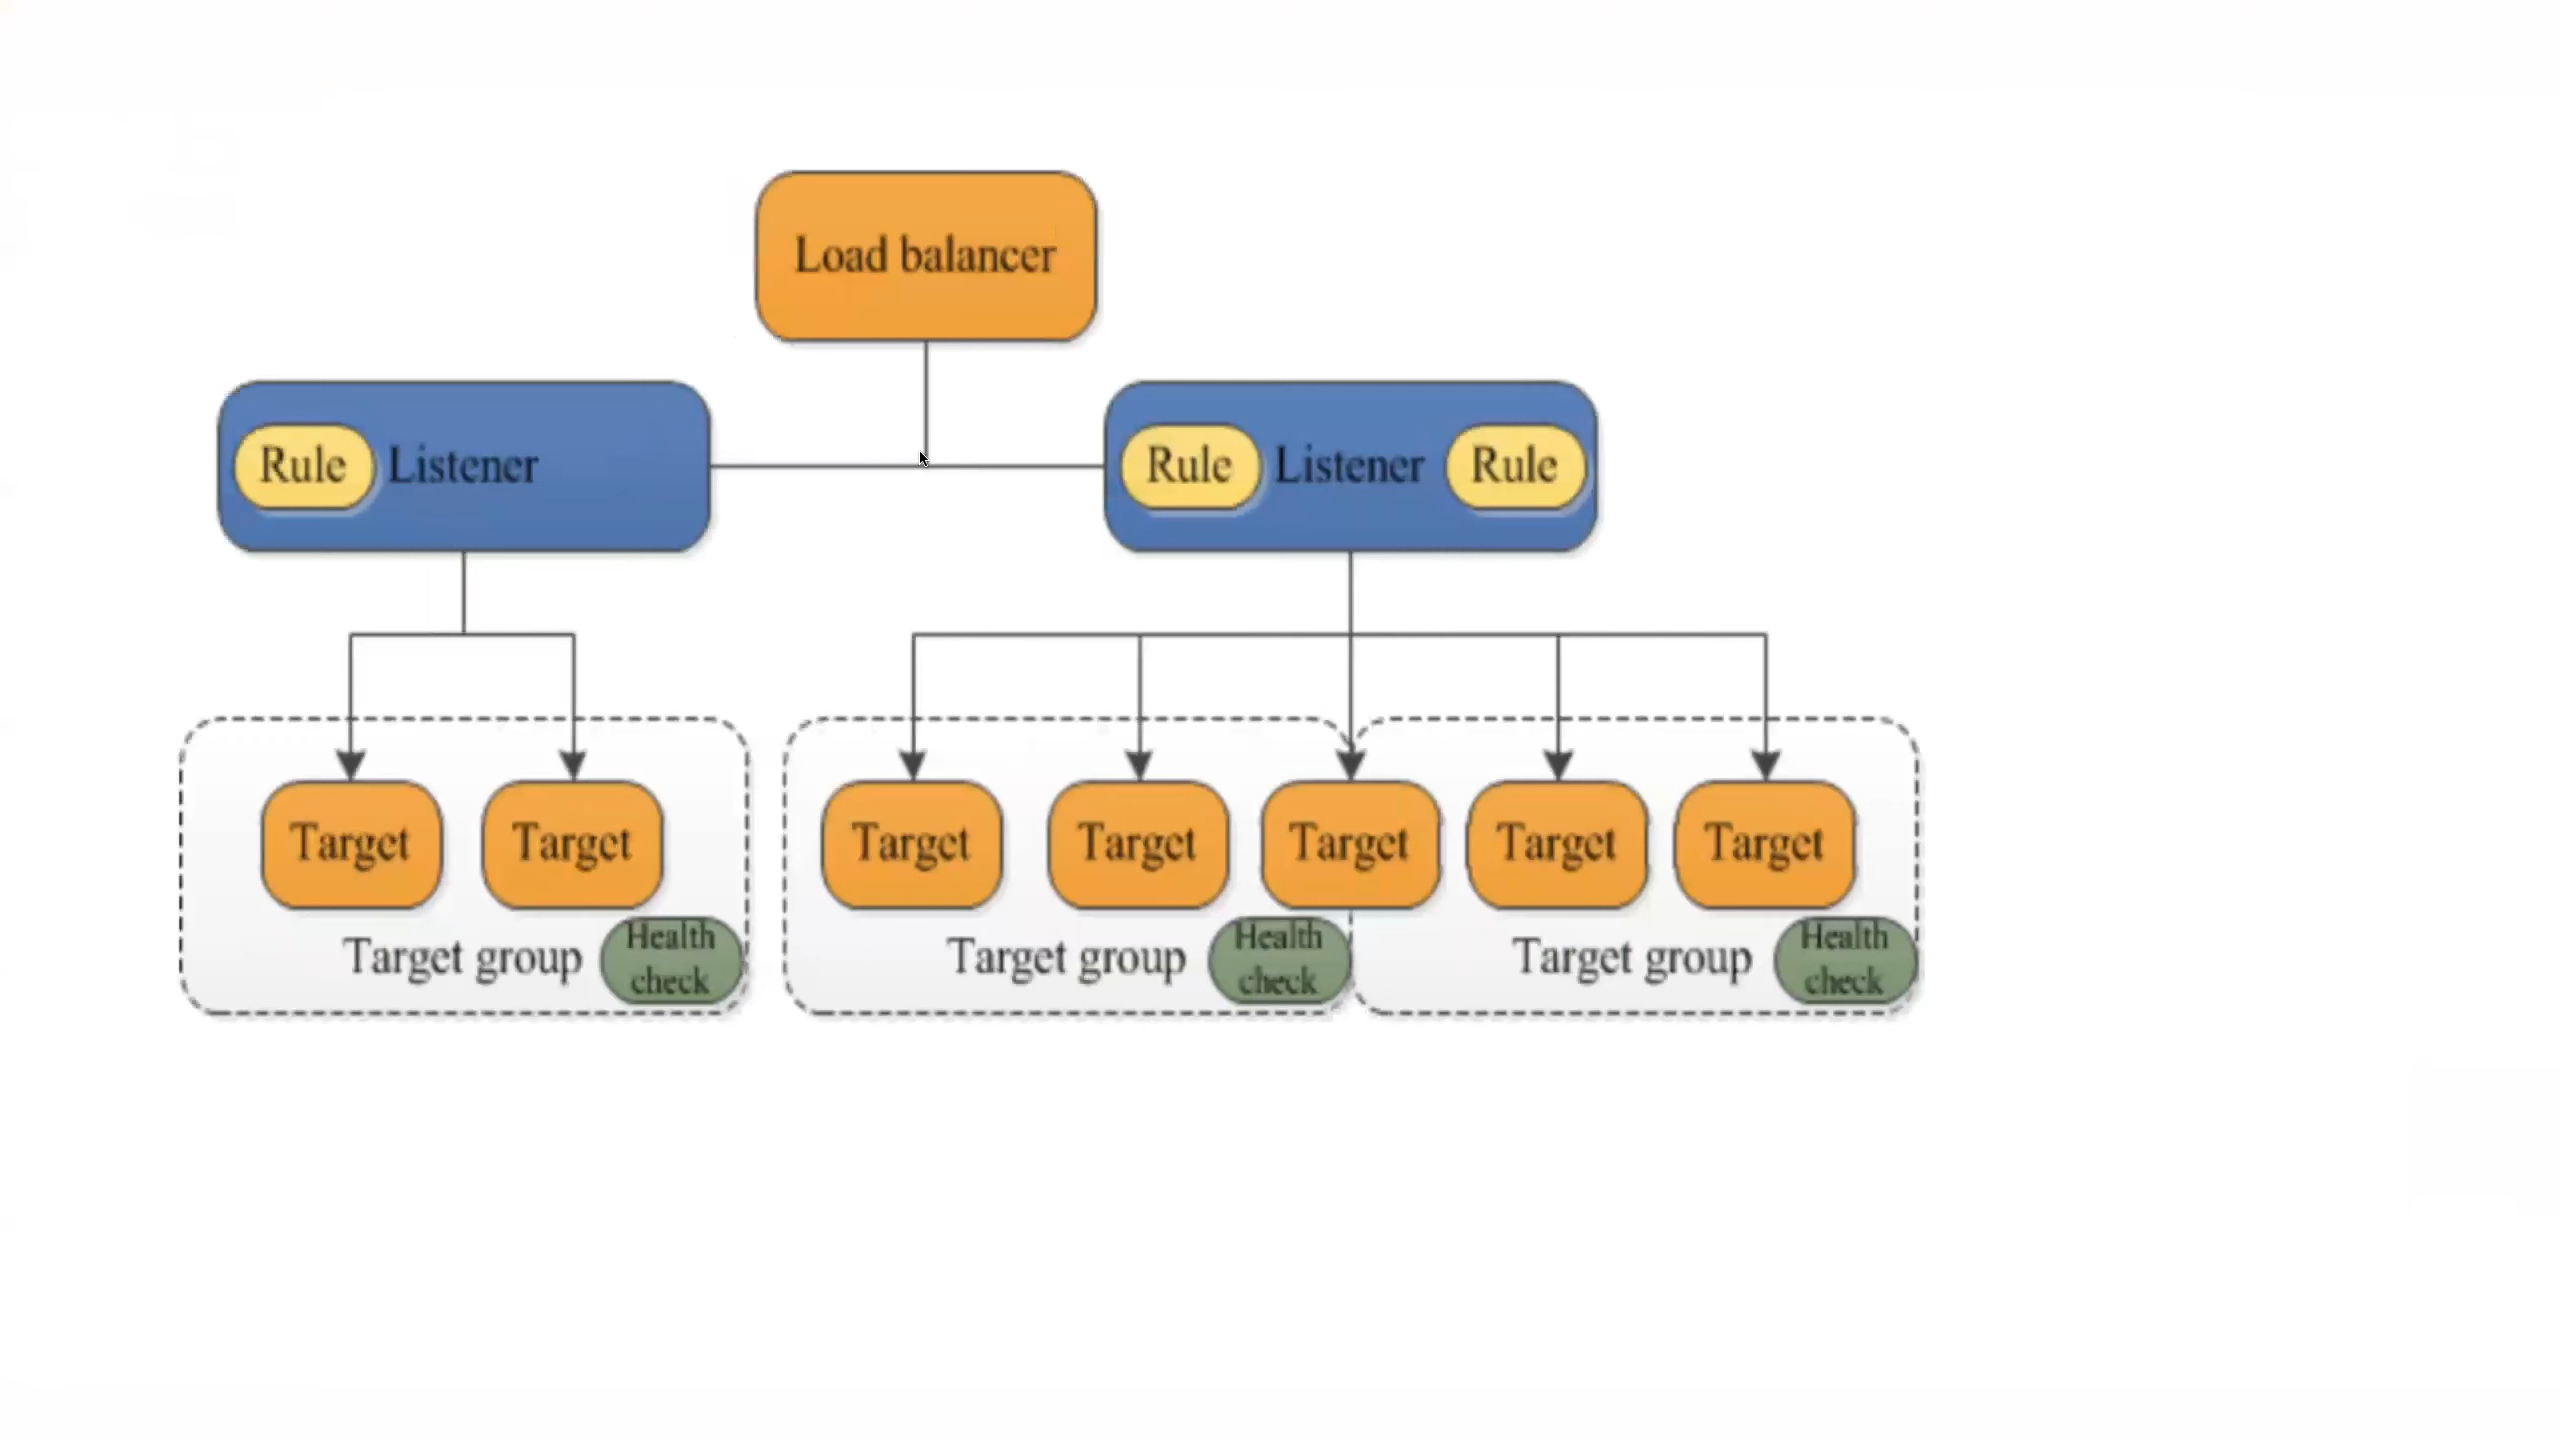 Load balancer
Rule Listener
Rule Listener Rule
Target Target Target Target Target Target Target
Target group Health check
Target group Health check
Target group Health check